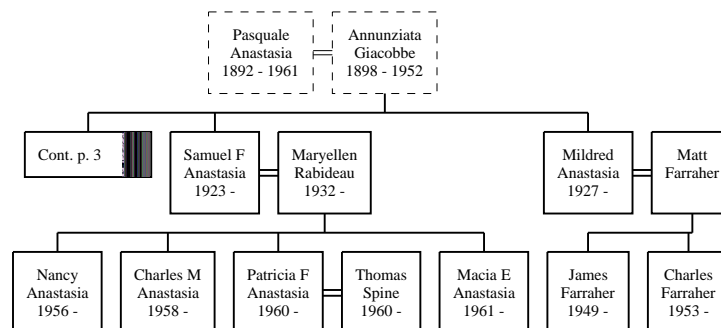 Pasquale
Anastasia
1892 - 1961
Annunziata
Giacobbe
1898 - 1952
Cont. p. 3
Samuel F
Anastasia
1923 -
Maryellen
Rabideau
1932 -
Mildred
Anastasia
1927 -
Matt
Farraher
Nancy
Anastasia
1956 -
Charles M
Anastasia
1958 -
Patricia F
Anastasia
1960 -
Thomas
Spine
1960 -
Macia E
Anastasia
1961 -
James
Farraher
1949 -
Charles
Farraher
1953 -